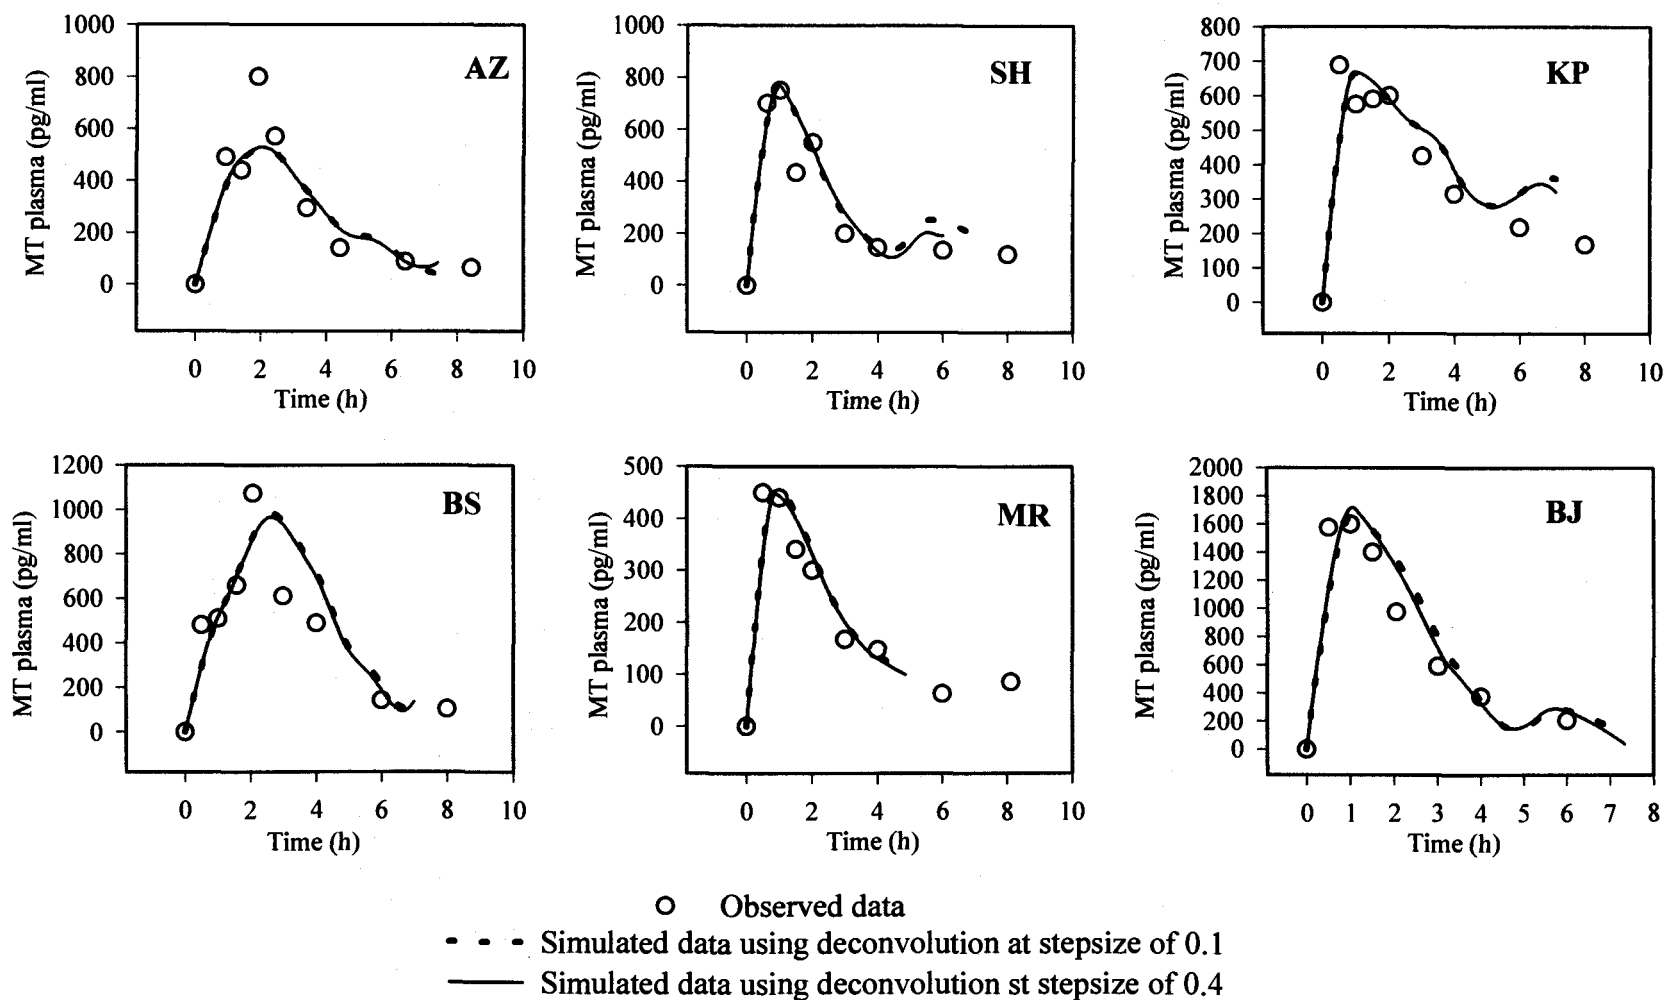 AZ
MT plasma (pg/ml)
1000
800
600
400
200
0
0 2 4 6 8 10
Time (h)
SH
MT plasma (pg/ml)
1000
800
600
400
200
0
0 2 4 6 8 10
Time (h)
KP
MT plasma (pg/ml)
800
700
600
500
400
300
200
100
0
0 2 4 6 8 10
Time (h)
BS
MT plasma (pg/ml)
1200
1000
800
600
400
200
0
0 2 4 6 8 10
Time (h)
MR
MT plasma (pg/ml)
500
400
300
200
100
0
0 2 4 6 8 10
Time (h)
BJ
MT plasma (pg/ml)
2000
1800
1600
1400
1200
1000
800
600
400
200
0
0 1 2 3 4 5 6 7 8
Time (h)
Observed data
Simulated data using deconvolution at stepsize of 0.1
Simulated data using deconvolution st stepsize of 0.4